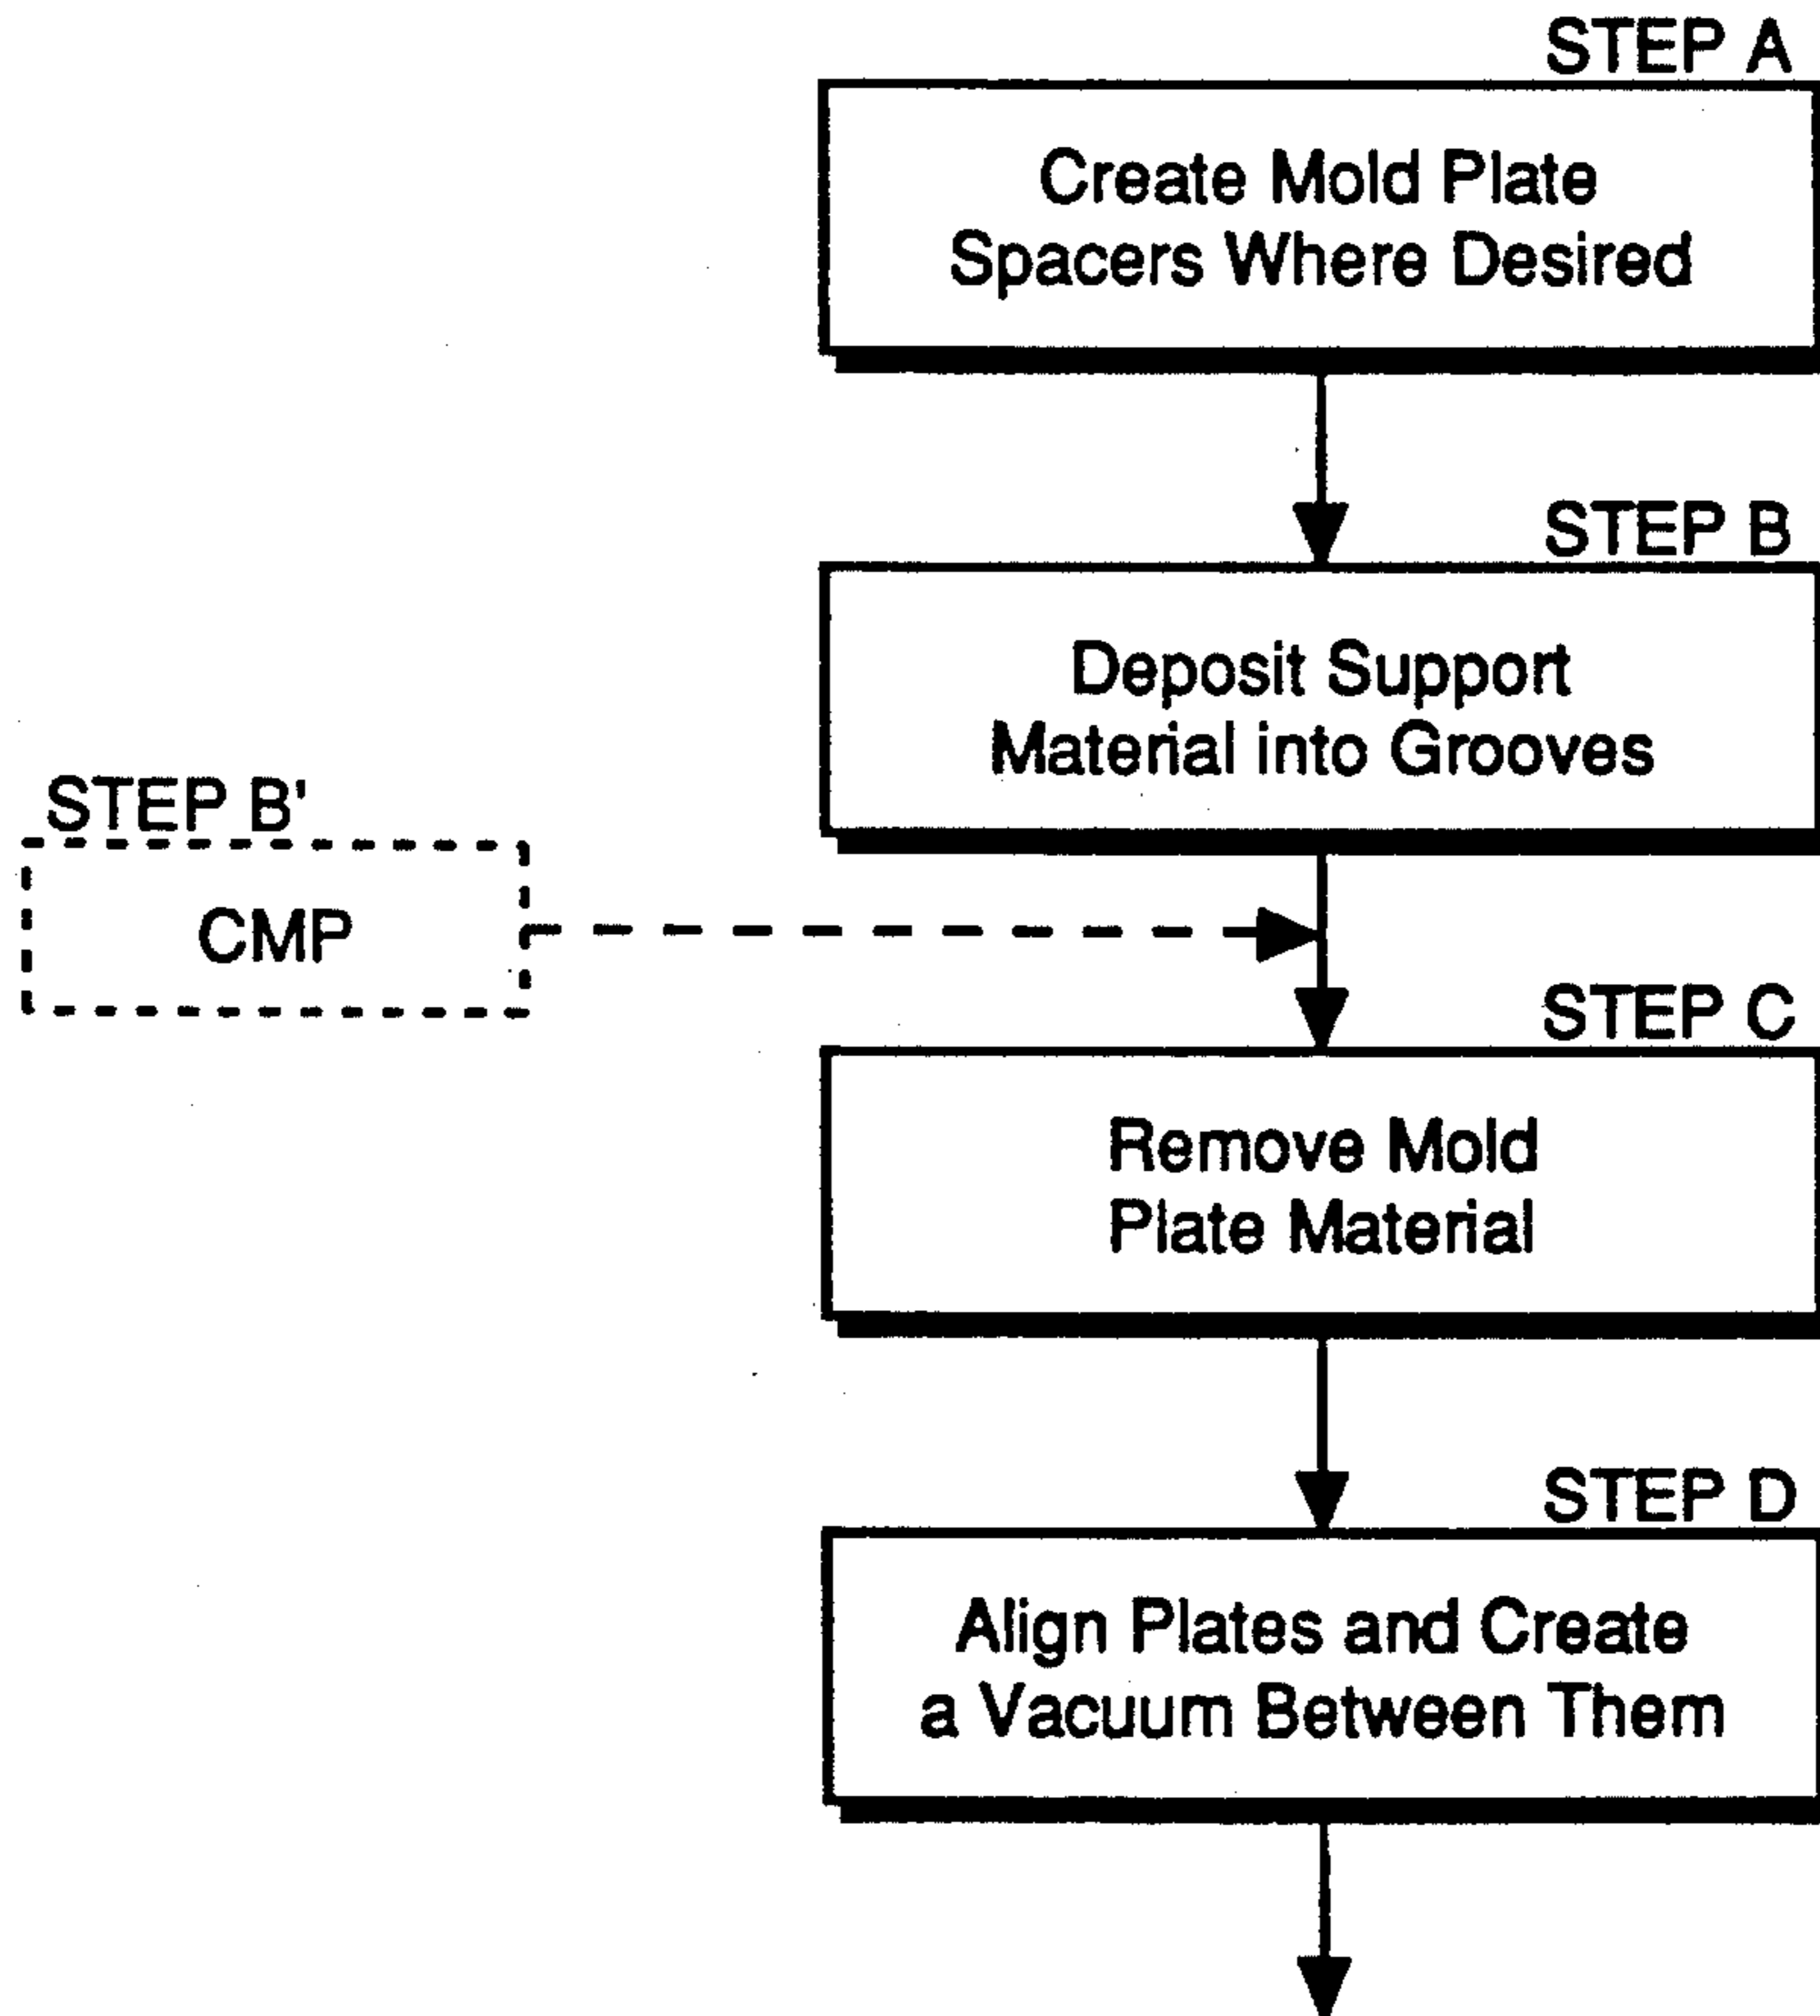 STEP A
Create Mold Plate
Spacers Where Desired
STEP B
Deposit Support
Material into Grooves
STEP B'
CMP
STEP C
Remove Mold
Plate Material
STEP D
Align Plates and Create
a Vacuum Between Them